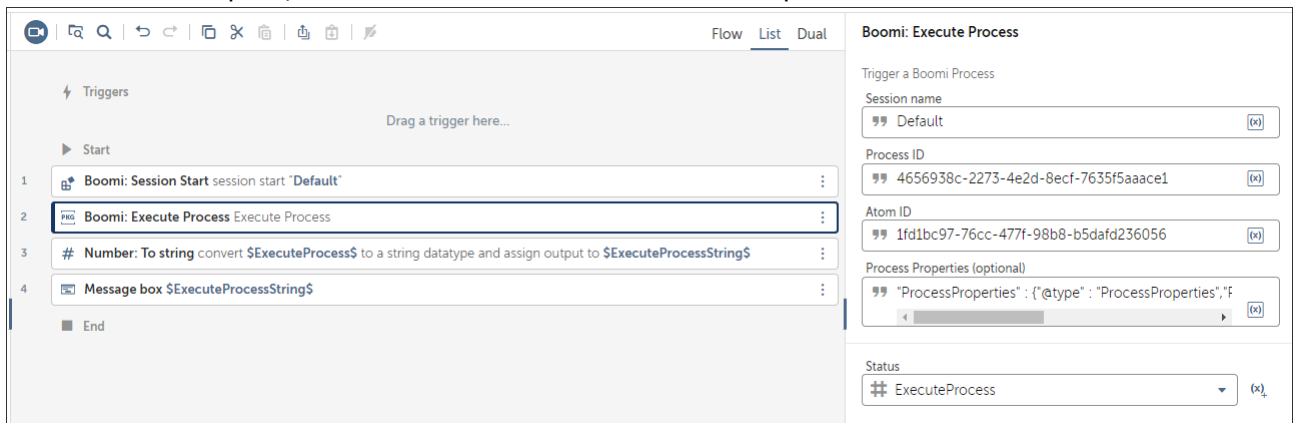 Flow List Dual
Triggers
Drag a trigger here...
Start
1 Boomi: Session Start session start "Default"
2 PKG Boomi: Execute Process Execute Process
3 # Number: To string convert $ExecuteProcess$ to a string datatype and assign output to $ExecuteProcessString$
4 Message box $ExecuteProcessString$
End
Boomi: Execute Process
Trigger a Boomi Process
Session name
Default (x)
Process ID
4656938c-2273-4e2d-8ecf-7635f5aaace1 (x)
Atom ID
1fd1bc97-76cc-477f-98b8-b5dafd236056 (x)
Process Properties (optional)
"ProcessProperties" : {"@type" : "ProcessProperties","F
(x)
Status
ExecuteProcess (x)+